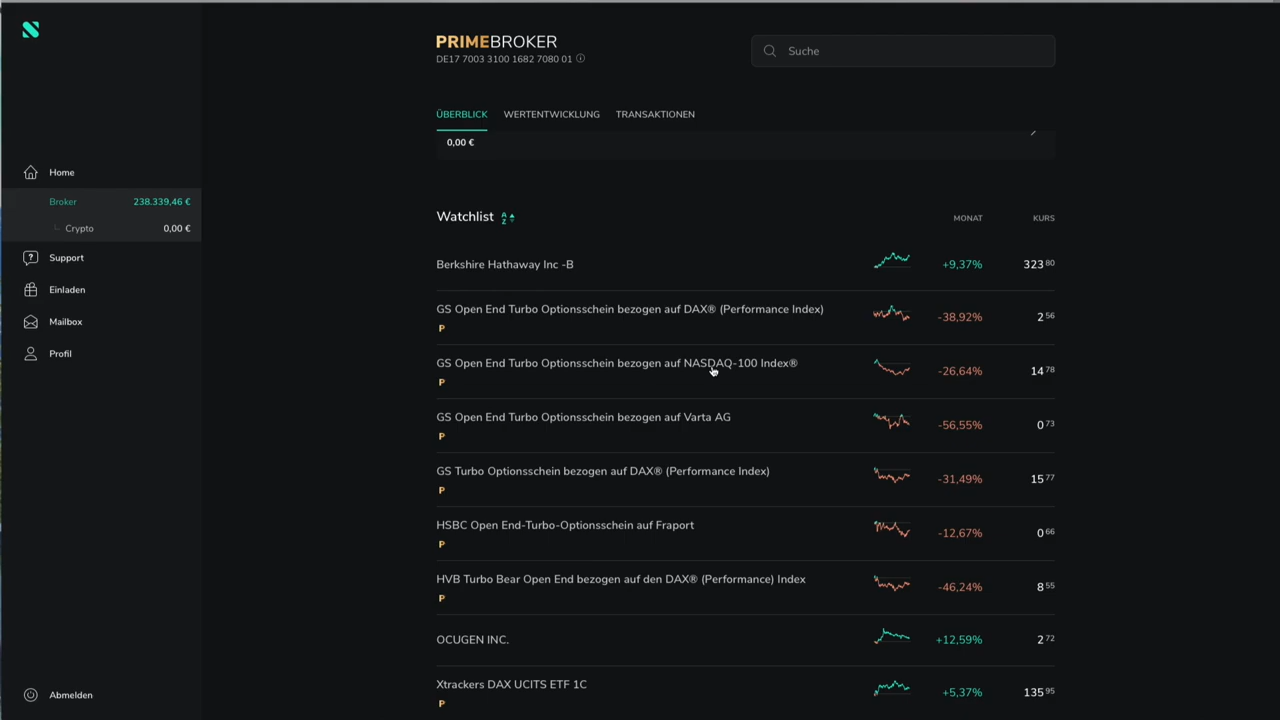 PRIMEBROKER
DE17 7003 3100 1682 7080 01
Suche
ÜBERBLICK WERTENTWICKLUNG TRANSAKTIONEN
0,00 €
Home
Broker 238.339,46 €
Crypto 0,00 €
Support
Einladen
Mailbox
Profil
Abmelden
Watchlist MONAT KURS
Berkshire Hathaway Inc -B +9,37% 323 80
GS Open End Turbo Optionsschein bezogen auf DAX® (Performance Index) -38,92% 2 56
P
GS Open End Turbo Optionsschein bezogen auf NASDAQ-100 Index® -26,64% 14 78
P
GS Open End Turbo Optionsschein bezogen auf Varta AG -56,55% 0 73
P
GS Turbo Optionsschein bezogen auf DAX® (Performance Index) -31,49% 15 77
P
HSBC Open End-Turbo-Optionsschein auf Fraport -12,67% 0 66
P
HVB Turbo Bear Open End bezogen auf den DAX® (Performance) Index -46,24% 8 55
P
OCUGEN INC. +12,59% 2 72
Xtrackers DAX UCITS ETF 1C +5,37% 135 95
P